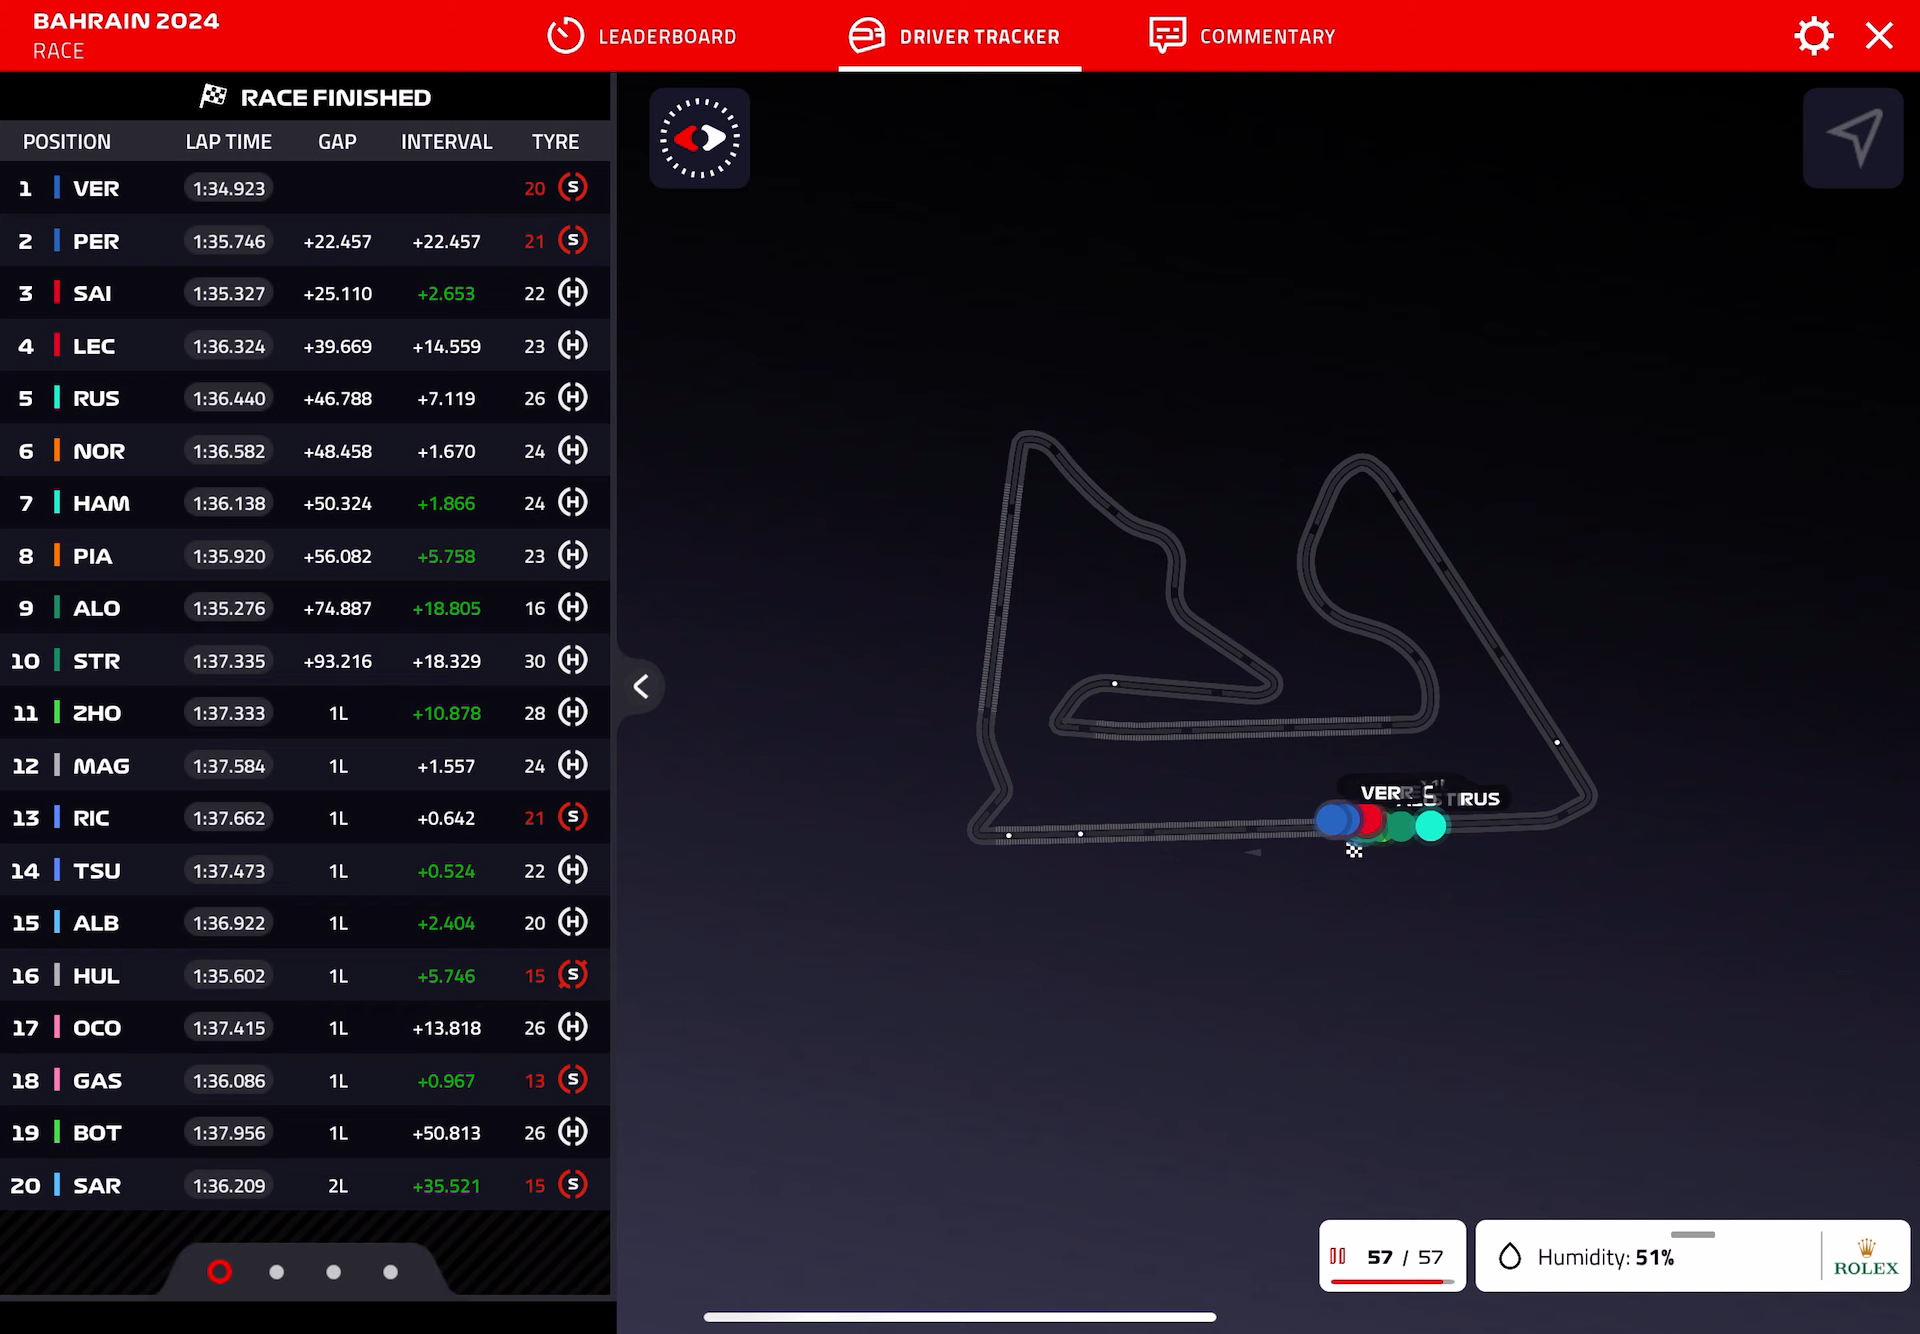 BAHRAIN 2024
RACE
LEADERBOARD
DRIVER TRACKER
COMMENTARY
RACE FINISHED
POSITION LAP TIME GAP INTERVAL TYRE
1 VER 1:34.923 20 S
2 PER 1:35.746 +22.457 +22.457 21 S
3 SAI 1:35.327 +25.110 +2.653 22 H
4 LEC 1:36.324 +39.669 +14.559 23 H
5 RUS 1:36.440 +46.788 +7.119 26 H
6 NOR 1:36.582 +48.458 +1.670 24 H
7 HAM 1:36.138 +50.324 +1.866 24 H
8 PIA 1:35.920 +56.082 +5.758 23 H
9 ALO 1:35.276 +74.887 +18.805 16 H
10 STR 1:37.335 +93.216 +18.329 30 H
11 ZHO 1:37.333 1L +10.878 28 H
12 MAG 1:37.584 1L +1.557 24 H
13 RIC 1:37.662 1L +0.642 21 S
14 TSU 1:37.473 1L +0.524 22 H
15 ALB 1:36.922 1L +2.404 20 H
16 HUL 1:35.602 1L +5.746 15 S
17 OCO 1:37.415 1L +13.818 26 H
18 GAS 1:36.086 1L +0.967 13 S
19 BOT 1:37.956 1L +50.813 26 H
20 SAR 1:36.209 2L +35.521 15 S
VER RUS
57 / 57
Humidity: 51%
ROLEX